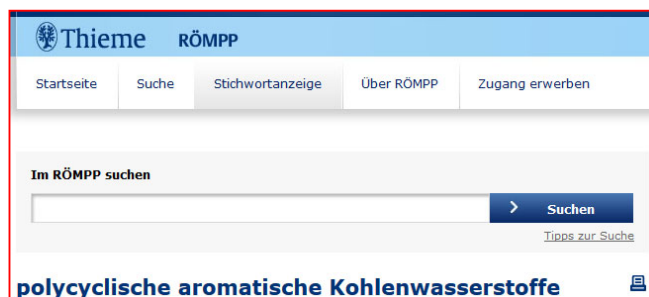 Thieme RÖMPP
Startseite Suche Stichwortanzeige Über RÖMPP Zugang erwerben
Im RÖMPP suchen
Suchen
Tipps zur Suche
polycyclische aromatische Kohlenwasserstoffe